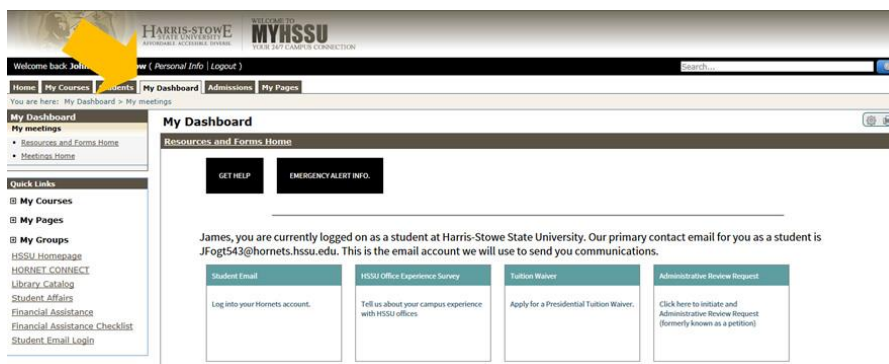 HARRIS-STOWE
STATE UNIVERSITY
AFFORDABLE. ACCESSIBLE. DIVERSE.
WELCOME TO
MYHSSU
YOUR 24/7 CAMPUS CONNECTION
Welcome back John ow ( Personal Info | Logout )
Search...
Home My Courses Students My Dashboard Admissions My Pages
You are here: My Dashboard > My meetings
My Dashboard
My meetings
• Resources and Forms Home
• Meetings Home
Quick Links
My Courses
My Pages
My Groups
HSSU Homepage
HORNET CONNECT
Library Catalog
Student Affairs
Financial Assistance
Financial Assistance Checklist
Student Email Login
My Dashboard
Resources and Forms Home
GET HELP
EMERGENCY ALERT INFO.
James, you are currently logged on as a student at Harris-Stowe State University. Our primary contact email for you as a student is
JFogt543@hornets.hssu.edu. This is the email account we will use to send you communications.
Student Email
Log into your Hornets account.
HSSU Office Experience Survey
Tell us about your campus experience
with HSSU offices
Tuition Waiver
Apply for a Presidential Tuition Waiver.
Administrative Review Request
Click here to initiate and
Administrative Review Request
(formerly known as a petition)